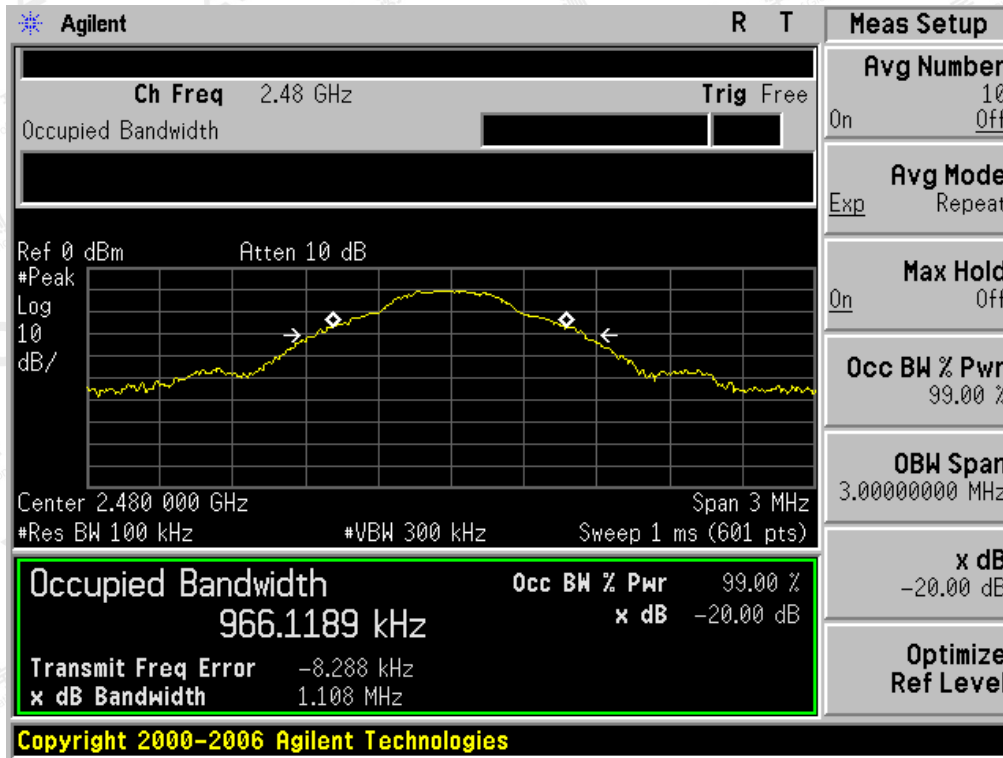 Agilent R T
Ch Freq 2.48 GHz Trig Free
Occupied Bandwidth
Ref 0 dBm Atten 10 dB
#Peak
Log
10
dB/
Center 2.480 000 GHz Span 3 MHz
#Res BW 100 kHz #VBW 300 kHz Sweep 1 ms (601 pts)
Occupied Bandwidth Occ BW % Pwr 99.00 %
966.1189 kHz x dB -20.00 dB
Transmit Freq Error -8.288 kHz
x dB Bandwidth 1.108 MHz
Copyright 2000-2006 Agilent Technologies
Meas Setup
Avg Number
10
On Off
Avg Mode
Exp Repeat
Max Hold
On Off
Occ BW % Pwr
99.00 %
OBW Span
3.00000000 MHz
x dB
-20.00 dB
Optimize
Ref Level